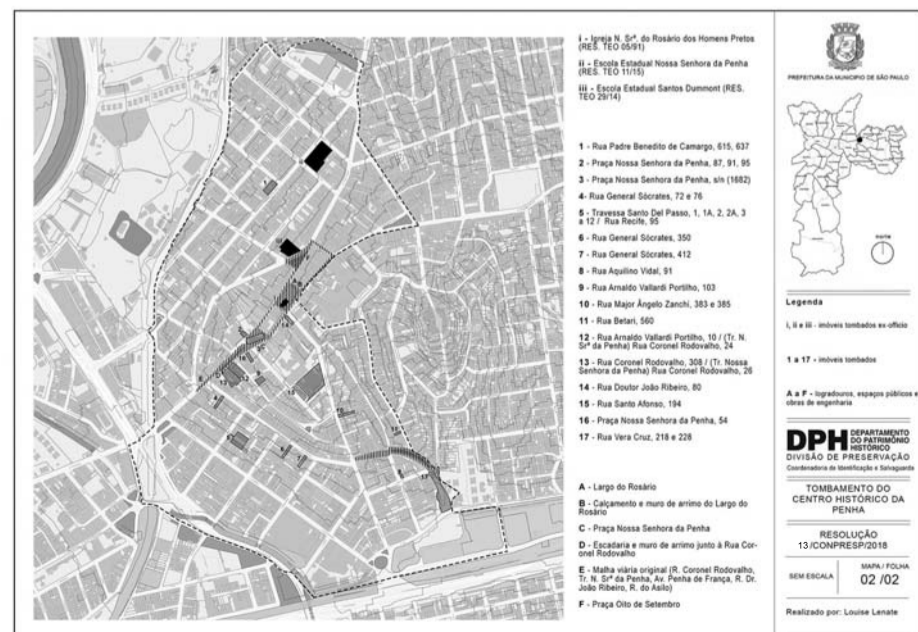 i - Igreja N. Srª. do Rosário dos Homens Pretos
(RES. TEO 05/91)
ii - Escola Estadual Nossa Senhora da Penha
(RES. TEO 11/15)
iii - Escola Estadual Santos Dummont (RES.
TEO 29/14)
1 - Rua Padre Benedito de Camargo, 615, 637
2 - Praça Nossa Senhora da Penha, 87, 91, 95
3 - Praça Nossa Senhora da Penha, s/n (1682)
4- Rua General Sócrates, 72 e 76
5 - Travessa Santo Del Passo, 1, 1A, 2, 2A, 3
a 12 / Rua Recife, 95
6 - Rua General Sócrates, 350
7 - Rua General Sócrates, 412
8 - Rua Aquilino Vidal, 91
9 - Rua Arnaldo Vallardi Portilho, 103
10 - Rua Major Ângelo Zanchi, 383 e 385
11 - Rua Betari, 560
12 - Rua Arnaldo Vallardi Portilho, 10 / (Tr. N.
Srª da Penha) Rua Coronel Rodovalho, 24
13 - Rua Coronel Rodovalho, 308 / (Tr. Nossa
Senhora da Penha) Rua Coronel Rodovalho, 26
14 - Rua Doutor João Ribeiro, 80
15 - Rua Santo Afonso, 194
16 - Praça Nossa Senhora da Penha, 54
17 - Rua Vera Cruz, 218 e 228
A - Largo do Rosário
B - Calçamento e muro de arrimo do Largo do
Rosário
C - Praça Nossa Senhora da Penha
D - Escadaria e muro de arrimo junto à Rua Cor-
onel Rodovalho
E - Malha viária original (R. Coronel Rodovalho,
Tr. N. Srª da Penha, Av. Penha de França, R. Dr.
João Ribeiro, R. do Asilo)
F - Praça Oito de Setembro
PREFEITURA DA MUNICIPIO DE SÃO PAULO
norte
Legenda
i, ii e iii - imóveis tombados ex-officio
1 a 17 - imóveis tombados
A a F - logradouros, espaços públicos e
obras de engenharia
DPH DEPARTAMENTO
DO PATRIMÔNIO
HISTÓRICO
DIVISÃO DE PRESERVAÇÃO
Coordenadoria de Identificação e Salvaguarda
TOMBAMENTO DO
CENTRO HISTÓRICO DA
PENHA
RESOLUÇÃO
13 /CONPRESP/2018
SEM ESCALA
MAPA / FOLHA
02 /02
Realizado por: Louise Lenate